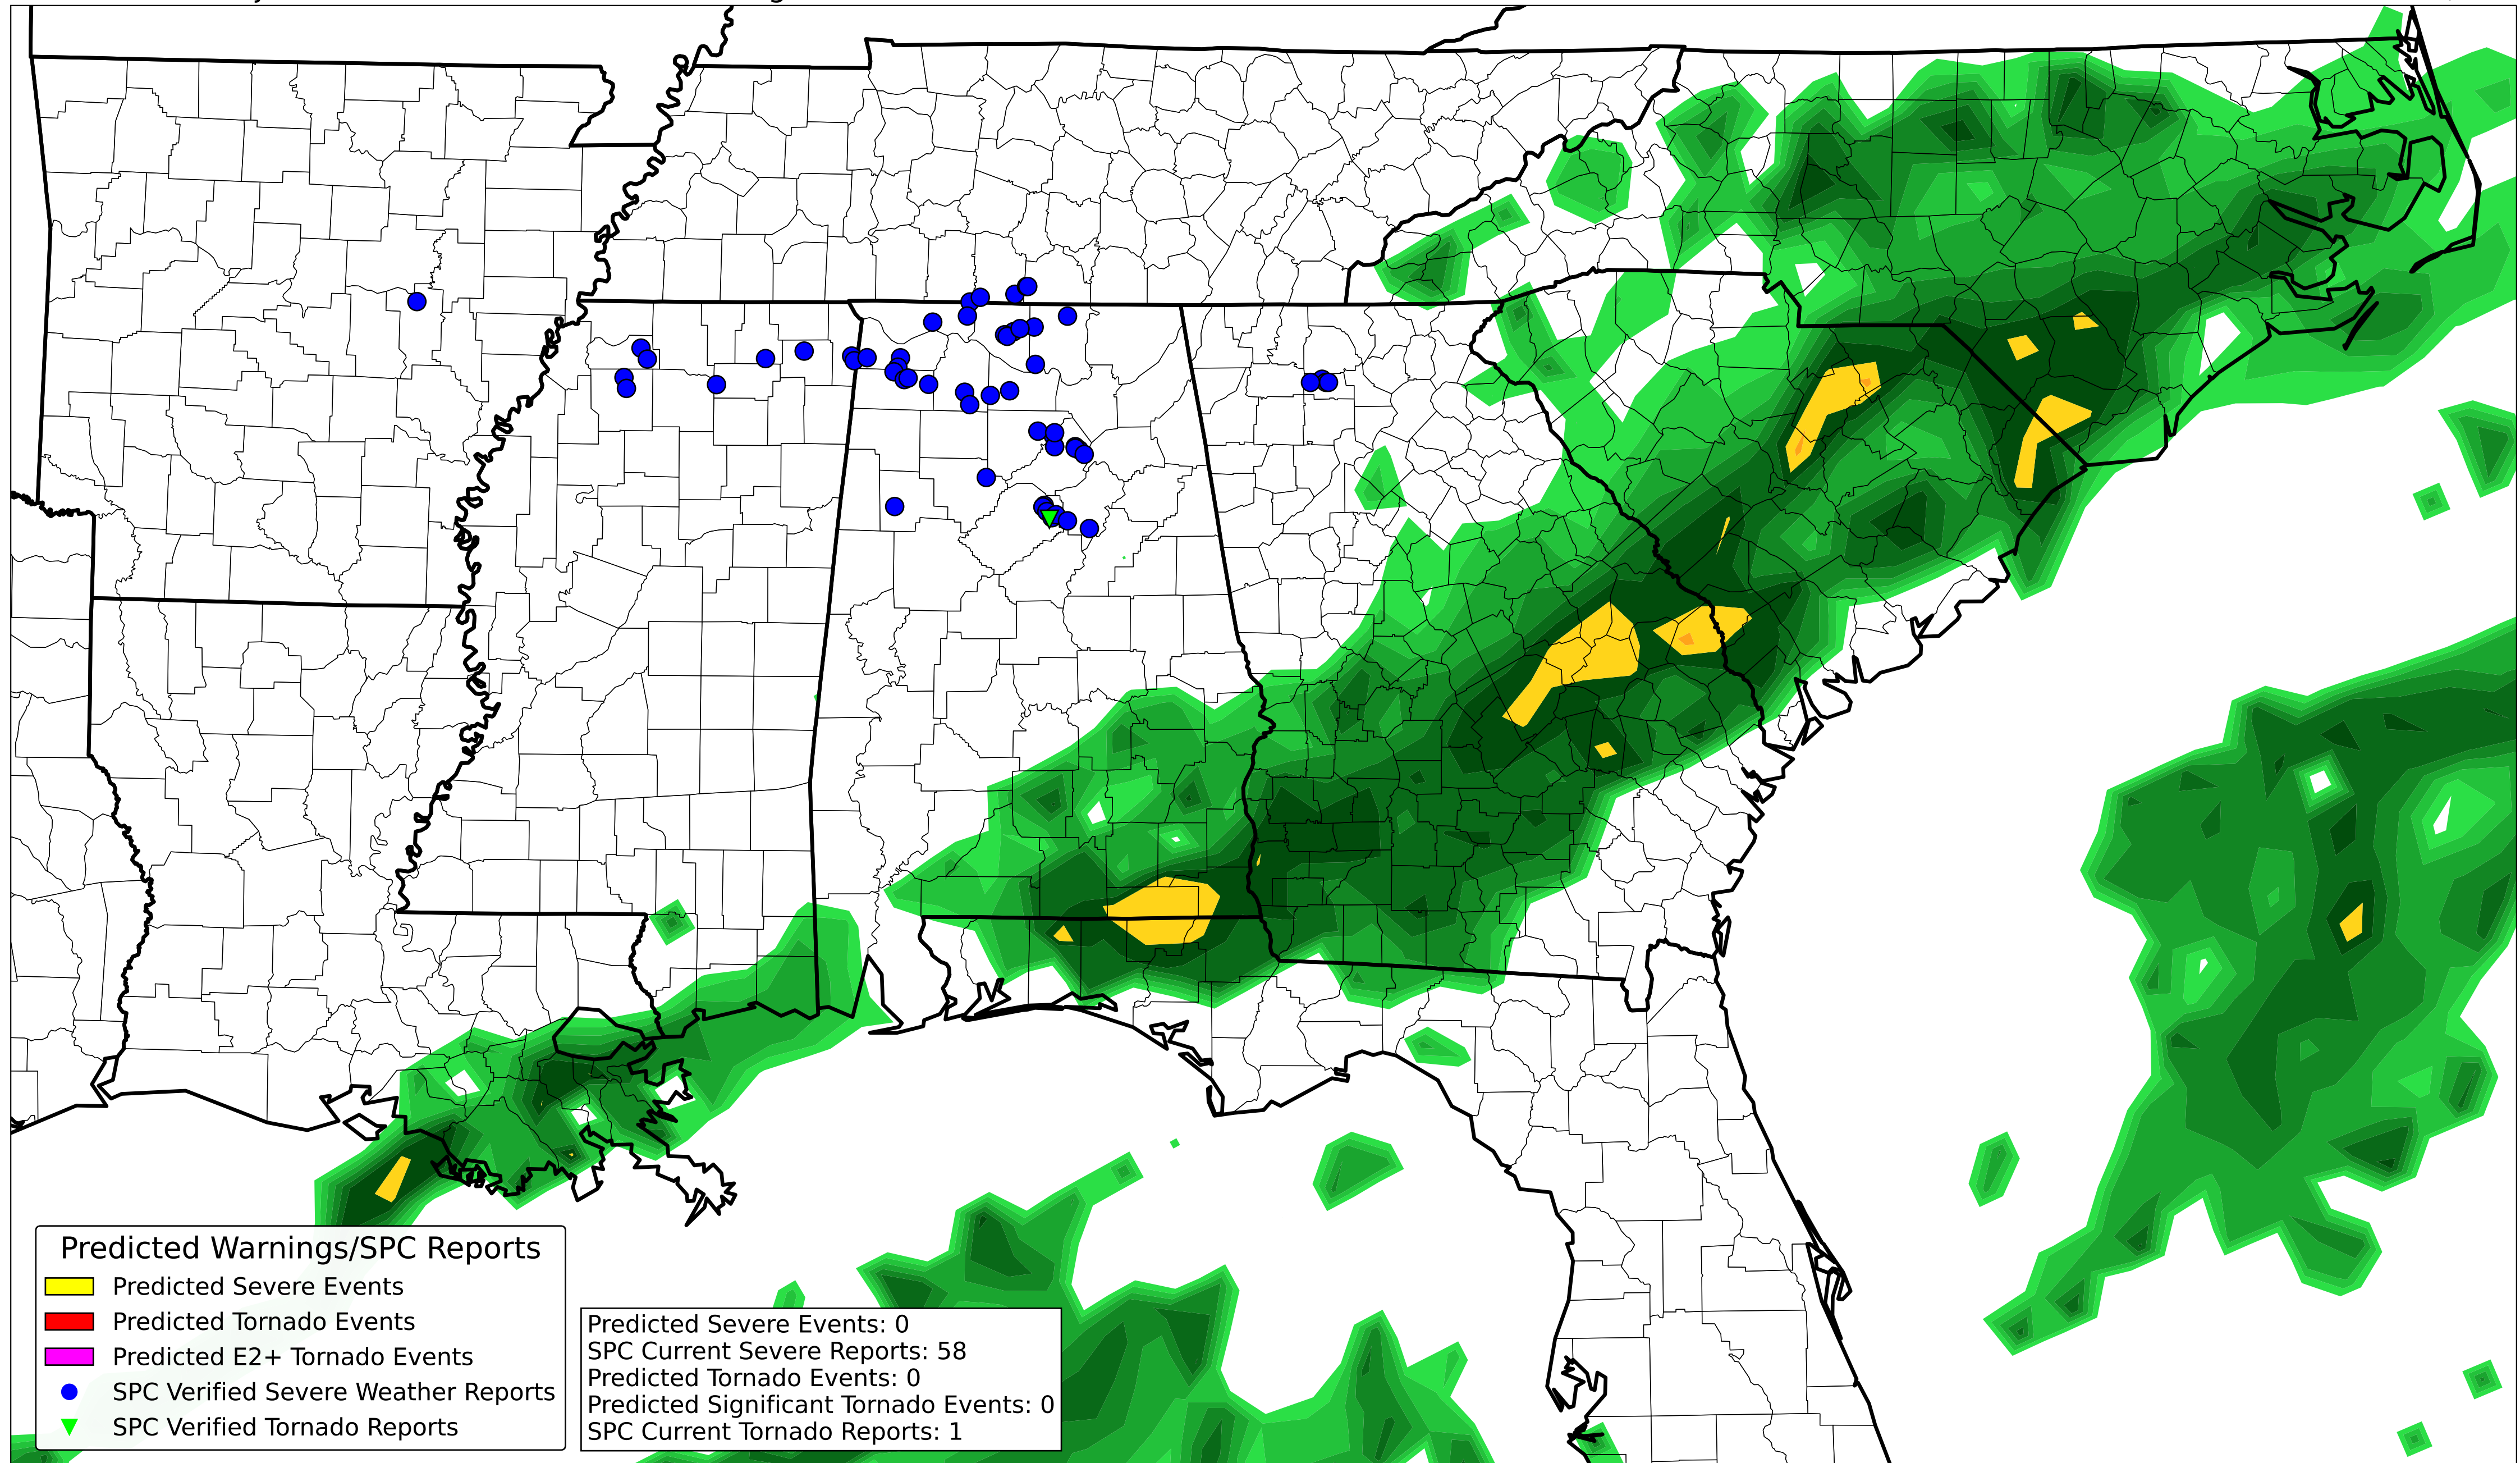 Predicted Warnings/SPC Reports
Predicted Severe Events
Predicted Tornado Events
Predicted E2+ Tornado Events
SPC Verified Severe Weather Reports
SPC Verified Tornado Reports
Predicted Severe Events: 0
SPC Current Severe Reports: 58
Predicted Tornado Events: 0
Predicted Significant Tornado Events: 0
SPC Current Tornado Reports: 1